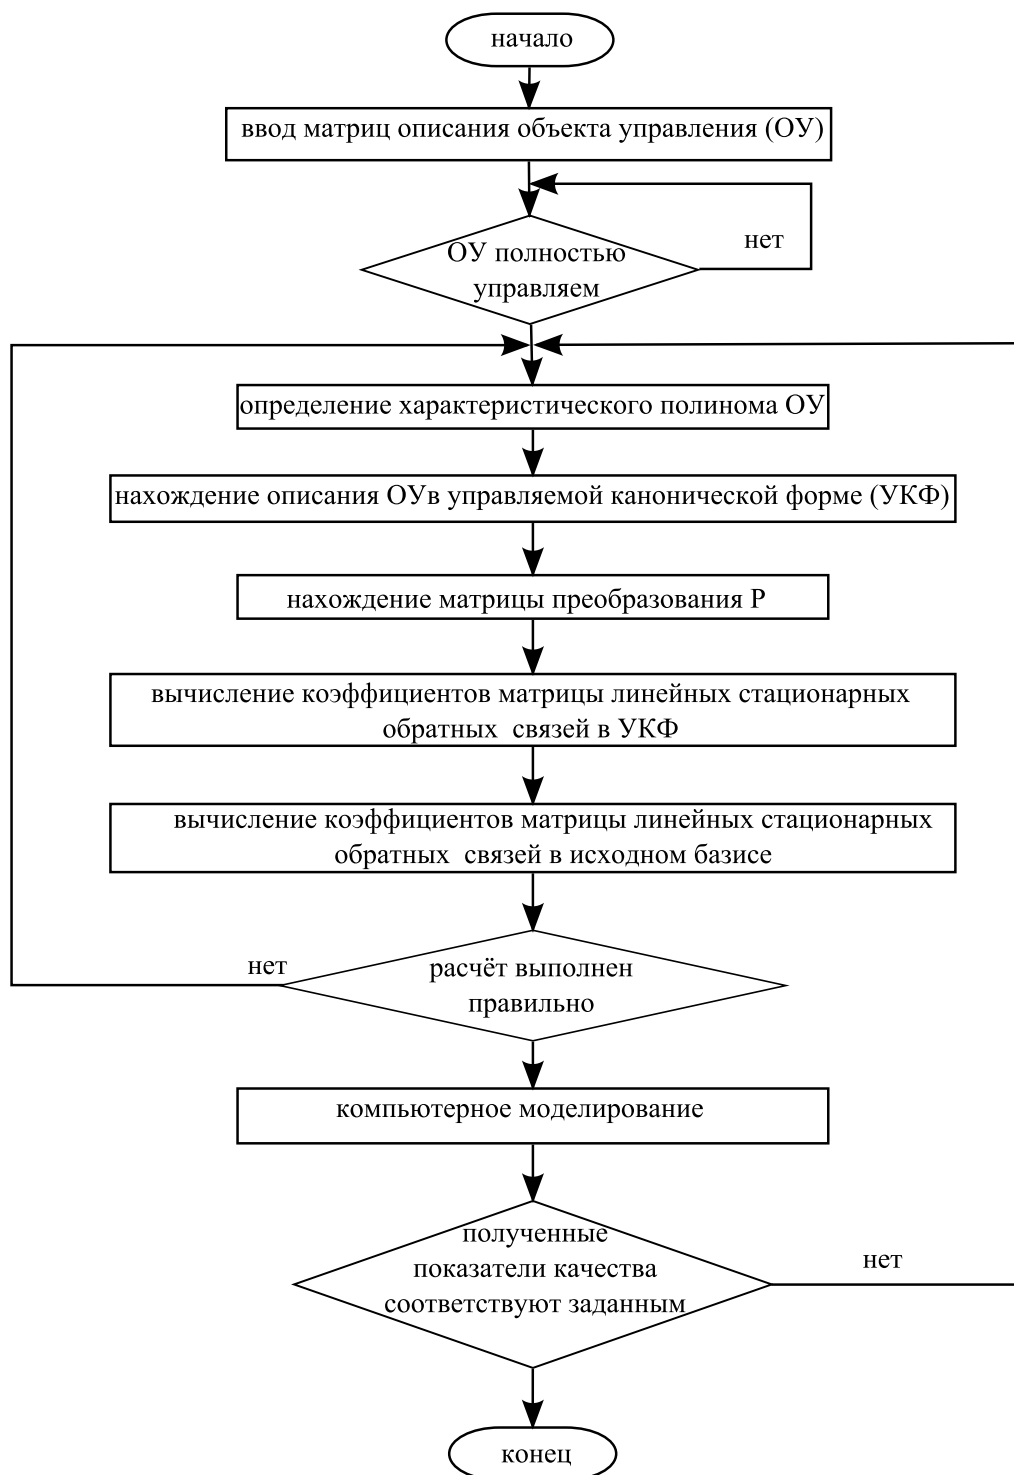 начало
ввод матриц описания объекта управления (ОУ)
нет
ОУ полностью
управляем
определение характеристического полинома ОУ
нахождение описания ОУв управляемой канонической форме (УКФ)
нахождение матрицы преобразования Р
вычисление коэффициентов матрицы линейных стационарных
обратных связей в УКФ
вычисление коэффициентов матрицы линейных стационарных
обратных связей в исходном базисе
нет
расчёт выполнен
правильно
компьютерное моделирование
полученные
показатели качества
соответствуют заданным
нет
конец